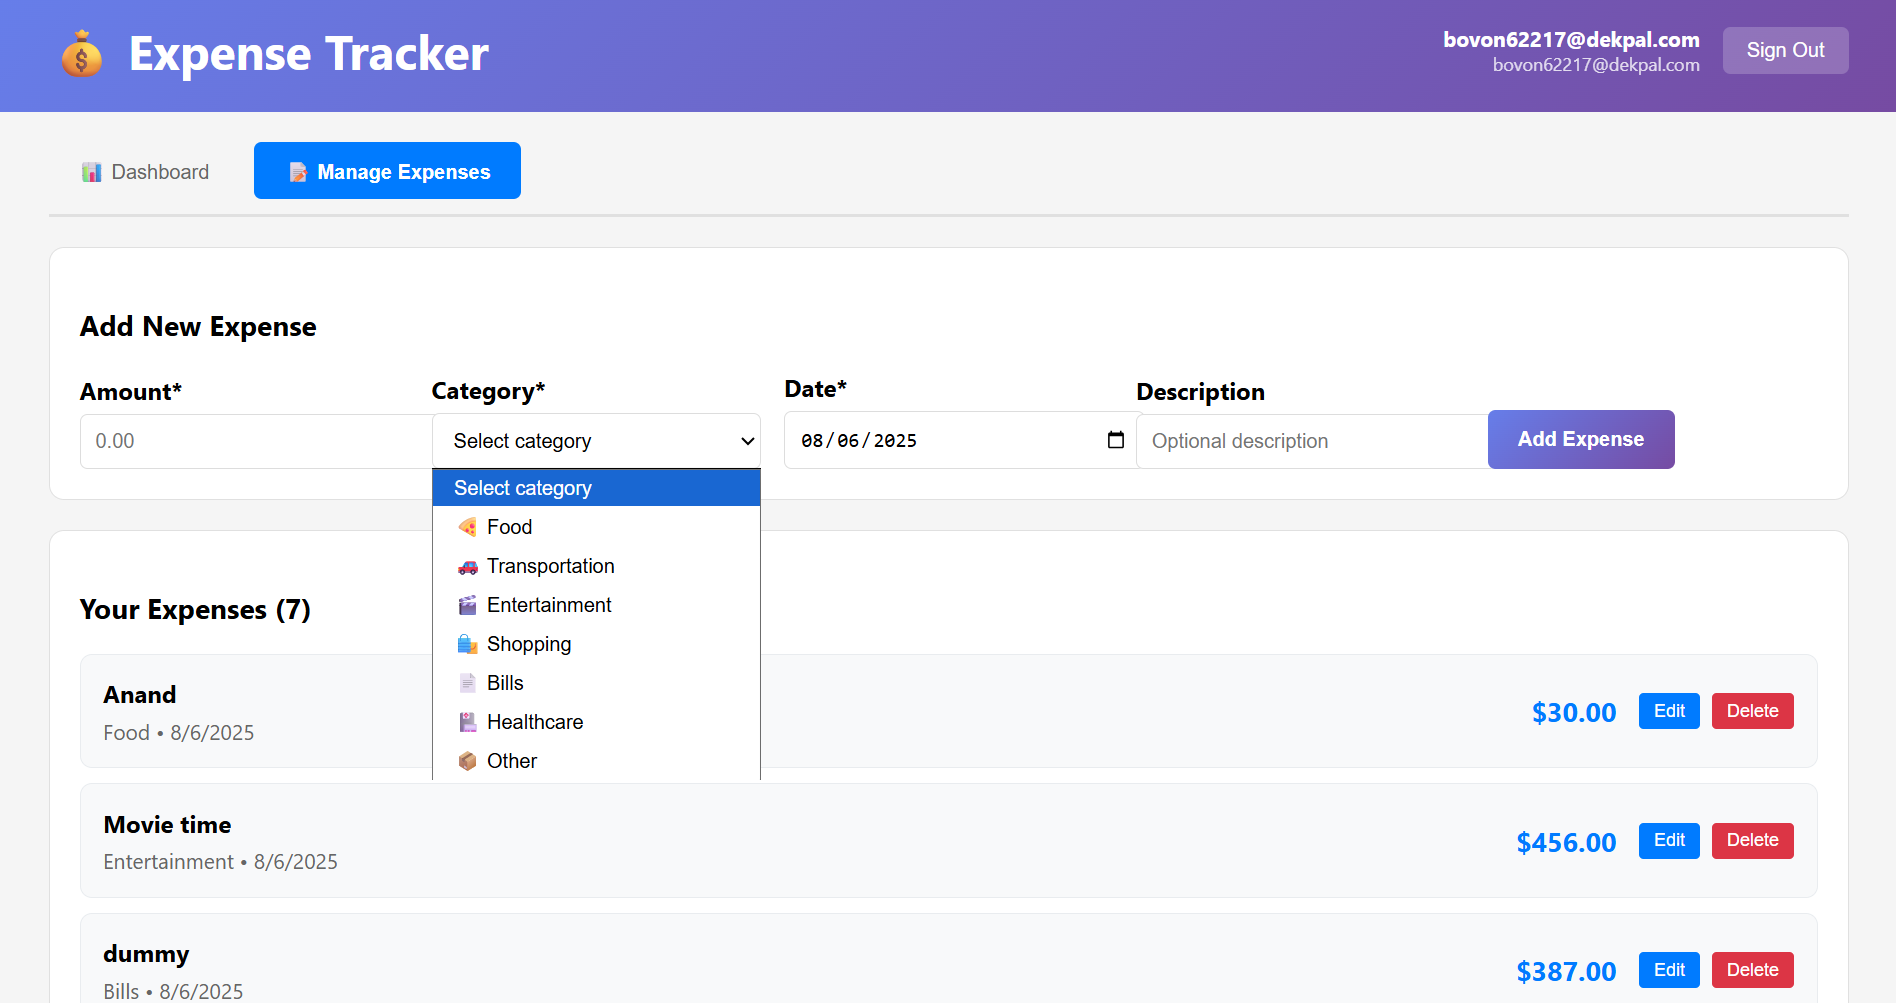 Expense Tracker
bovon62217@dekpal.com
bovon62217@dekpal.com
Sign Out
Dashboard
Manage Expenses
Add New Expense
Amount*
Category*
Date*
Description
0.00
Select category
08/06/2025
Optional description
Add Expense
Select category
Food
Transportation
Entertainment
Shopping
Bills
Healthcare
Other
Your Expenses (7)
Anand
Food • 8/6/2025
$30.00
Edit
Delete
Movie time
Entertainment • 8/6/2025
$456.00
Edit
Delete
dummy
Bills • 8/6/2025
$387.00
Edit
Delete